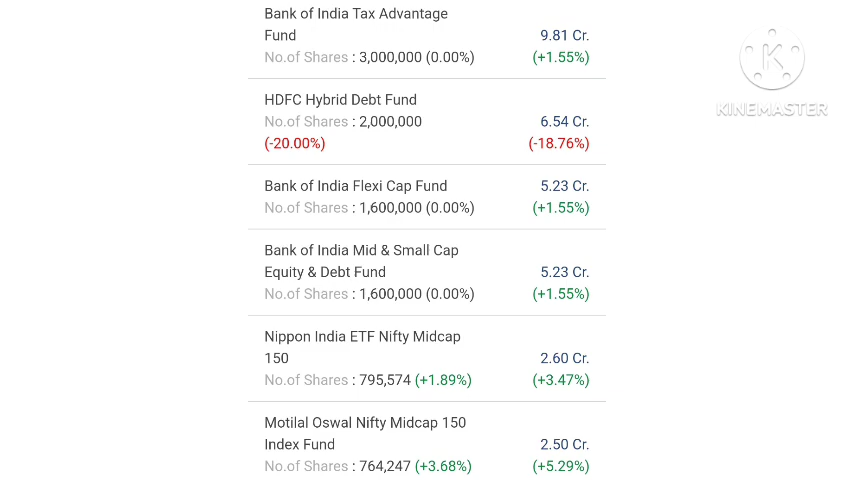 Bank of India Tax Advantage
Fund 9.81 Cr.
No.of Shares : 3,000,000 (0.00%) (+1.55%)
HDFC Hybrid Debt Fund
No.of Shares : 2,000,000 6.54 Cr.
(-20.00%) (-18.76%)
Bank of India Flexi Cap Fund 5.23 Cr.
No.of Shares : 1,600,000 (0.00%) (+1.55%)
Bank of India Mid & Small Cap
Equity & Debt Fund 5.23 Cr.
No.of Shares : 1,600,000 (0.00%) (+1.55%)
Nippon India ETF Nifty Midcap
150 2.60 Cr.
No.of Shares : 795,574 (+1.89%) (+3.47%)
Motilal Oswal Nifty Midcap 150
Index Fund 2.50 Cr.
No.of Shares : 764,247 (+3.68%) (+5.29%)
K
KINEMASTER